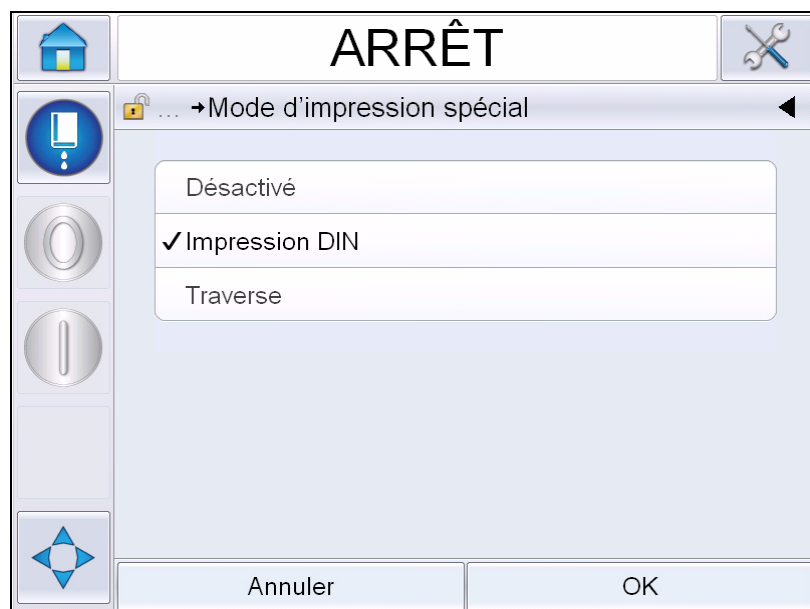 ARRÊT
... →Mode d’impression spécial
Désactivé
✓Impression DIN
Traverse
Annuler
OK